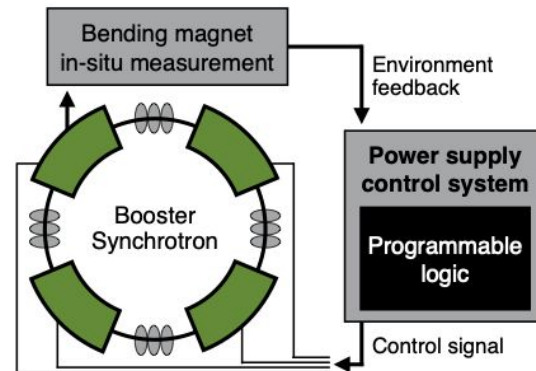 Bending magnet
in-situ measurement
Environment
feedback
Power supply
control system
Programmable
logic
Booster
Synchrotron
Control signal